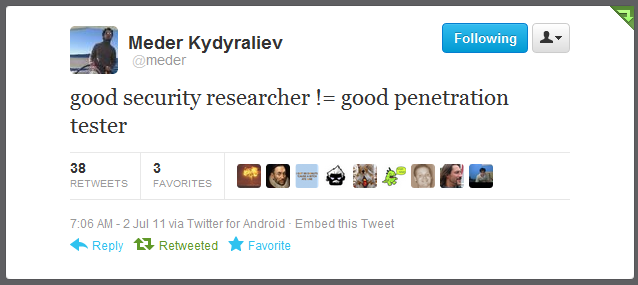 Meder Kydyraliev
@meder
Following
good security researcher != good penetration
tester
38
RETWEETS
3
FAVORITES
7:06 AM - 2 Jul 11 via Twitter for Android · Embed this Tweet
Reply Retweeted Favorite